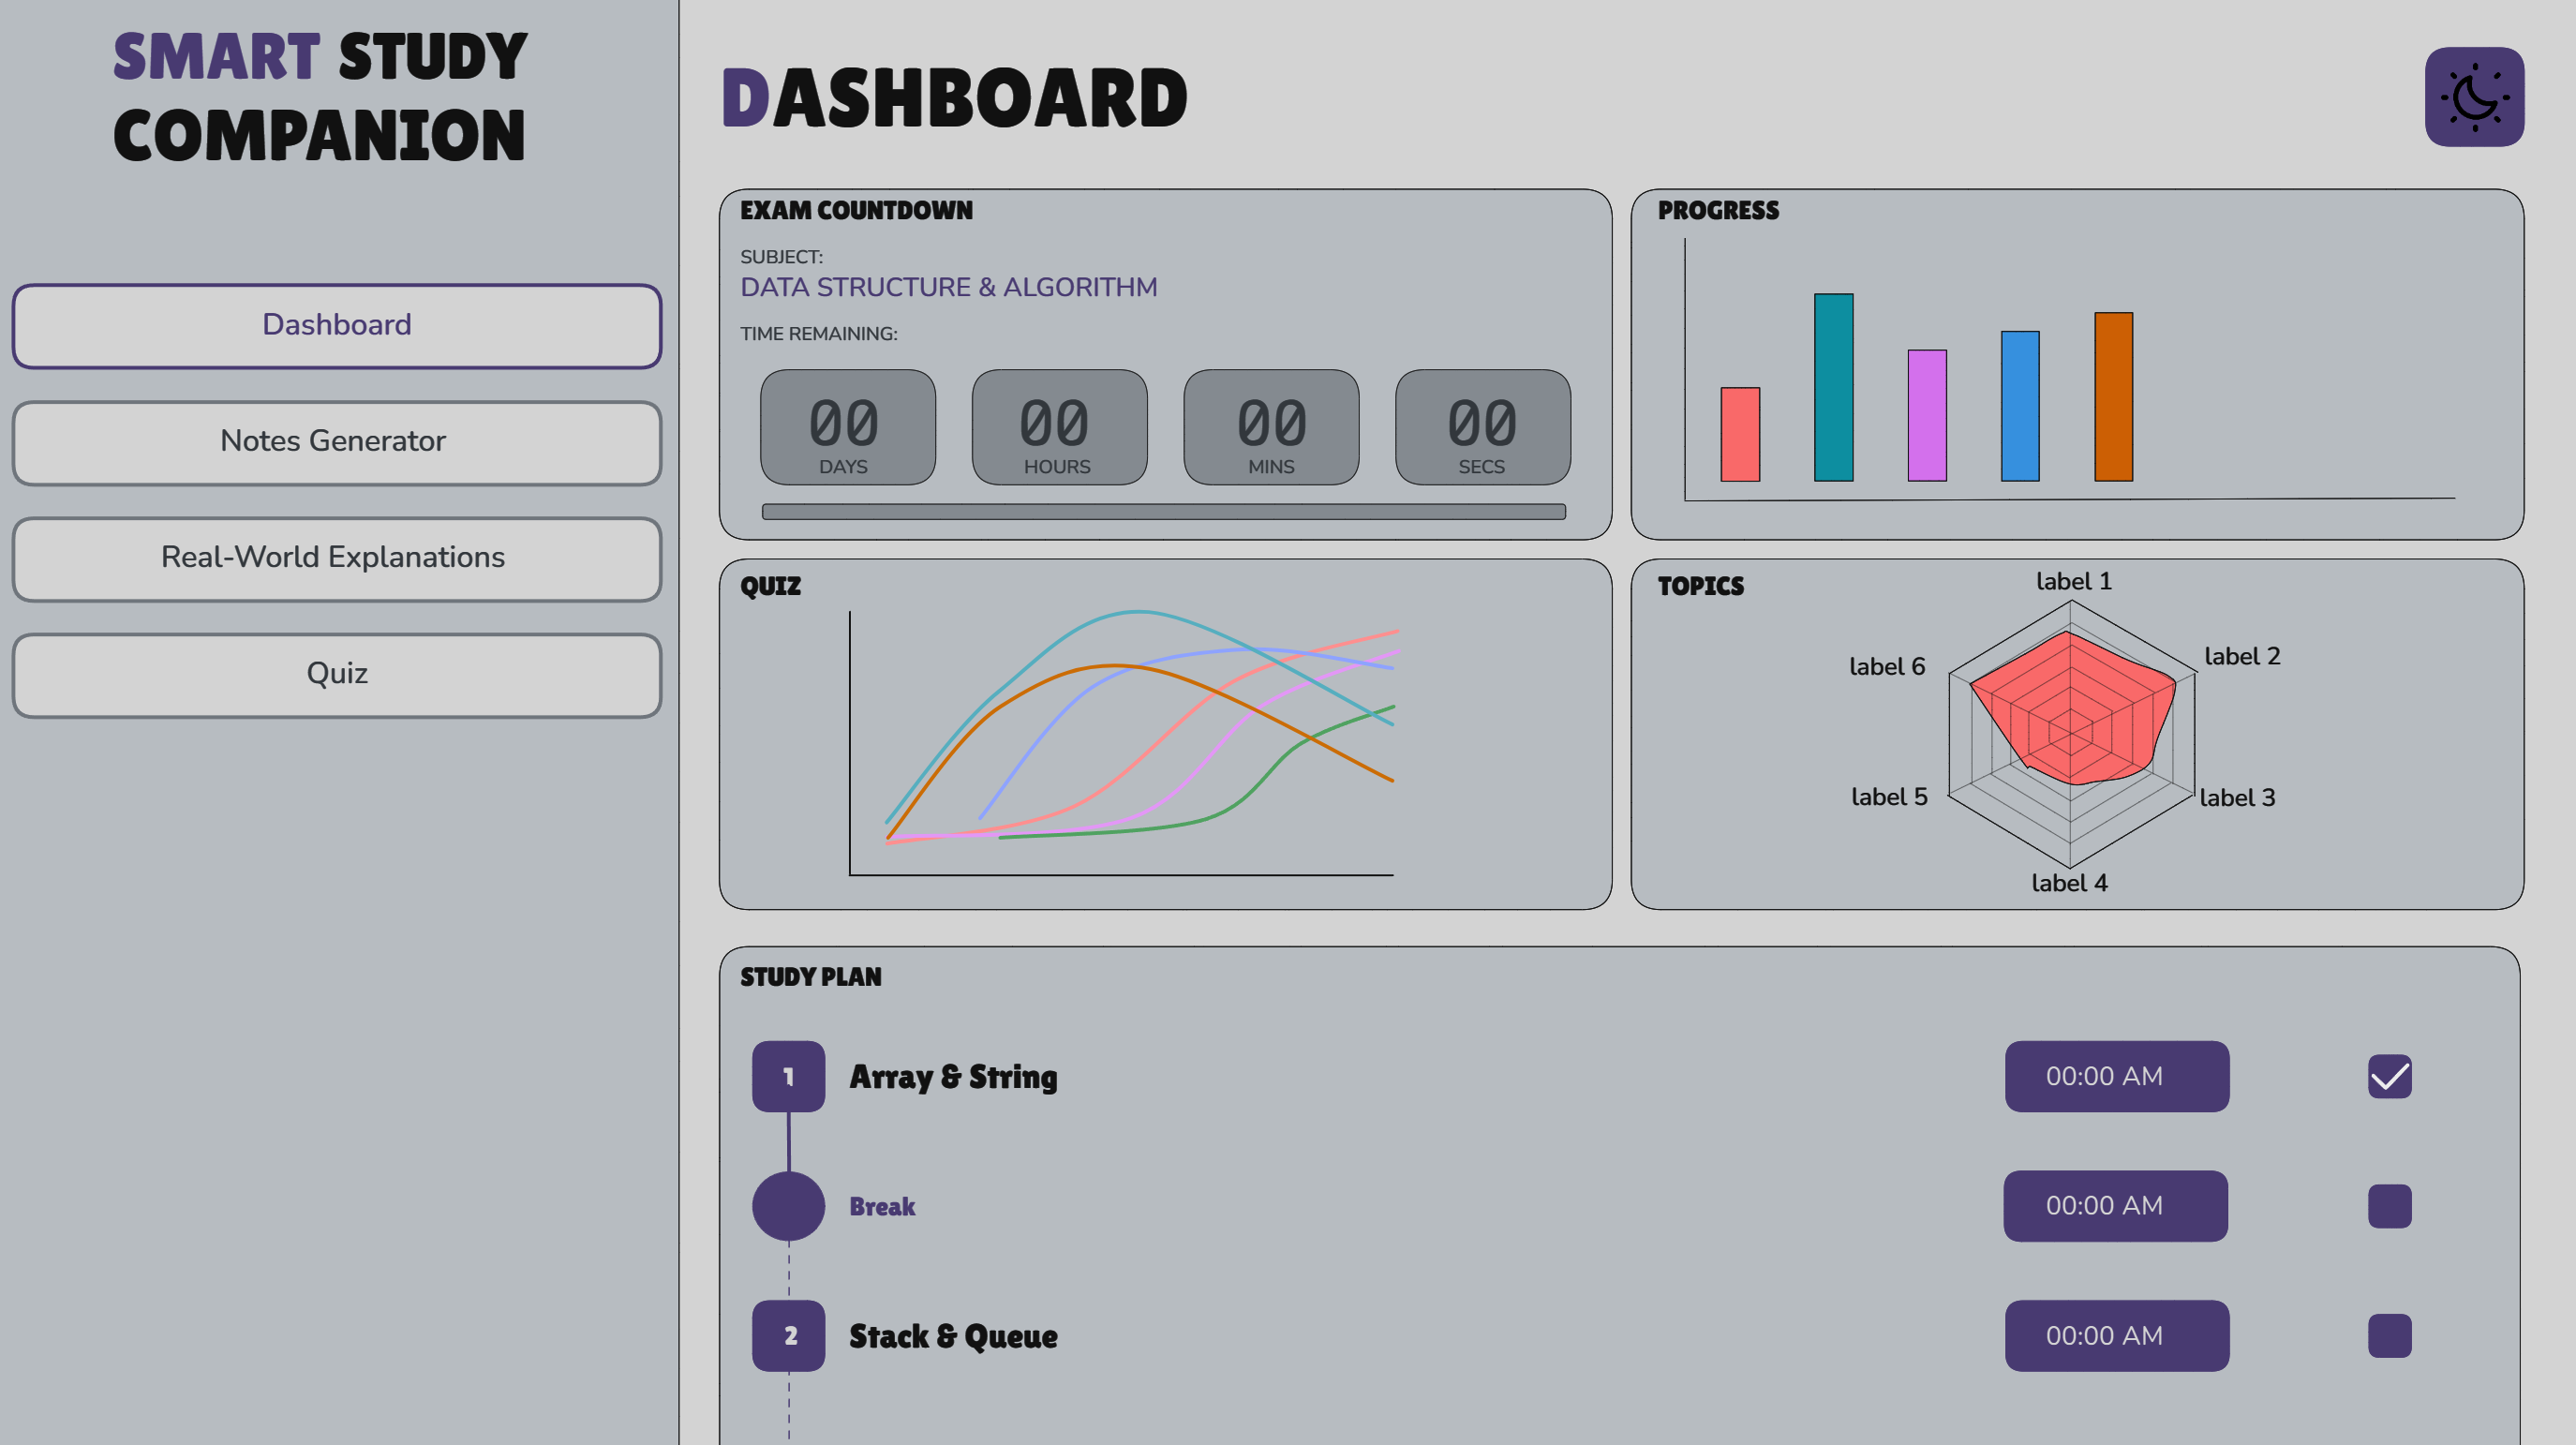 SMART STUDY
COMPANION
Dashboard
Notes Generator
Real-World Explanations
Quiz
DASHBOARD
EXAM COUNTDOWN
SUBJECT:
DATA STRUCTURE & ALGORITHM
TIME REMAINING:
00 00 00 00
DAYS HOURS MINS SECS
PROGRESS
QUIZ
TOPICS
label 1
label 2
label 6
label 5
label 3
label 4
STUDY PLAN
1 Array & String 00:00 AM
Break 00:00 AM
2 Stack & Queue 00:00 AM